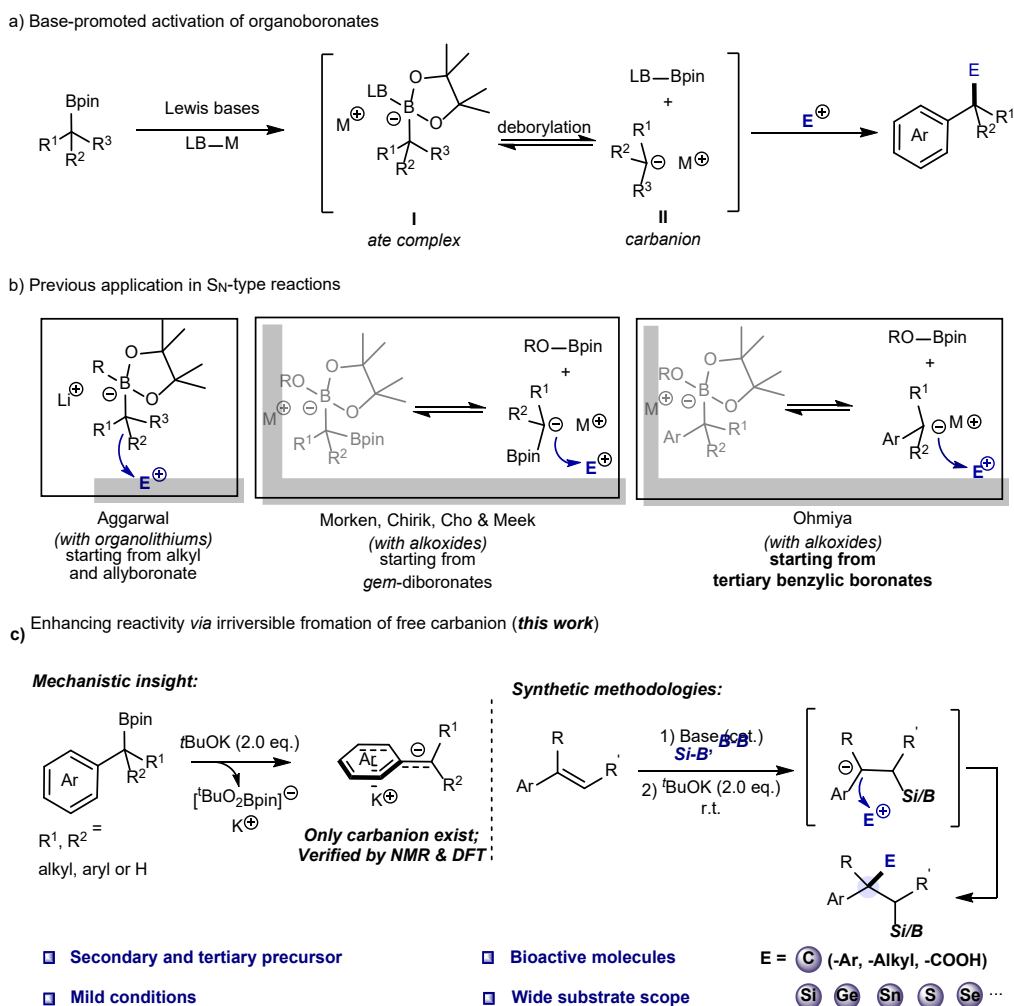 a) Base-promoted activation of organoboronates
Bpin
R1
R2
R3
Lewis bases
LB—M
M⊕
LB
B
⊖
O
O
R1
R2
R3
I
ate complex
deborylation
LB—Bpin
+
R1
R2
R3
C⊖ M⊕
II
carbanion
E⊕
E
Ar
R1
R2
b) Previous application in SN-type reactions
Li⊕
R
B
⊖
O
O
R1
R2
R3
E⊕
Aggarwal
(with organolithiums)
starting from alkyl
and allyboronate
M⊕
RO
B
⊖
O
O
R1
R2
Bpin
RO—Bpin
+
R1
R2
C⊖ M⊕
Bpin
E⊕
Morken, Chirik, Cho & Meek
(with alkoxides)
starting from
gem-diboronates
M⊕
RO
B
⊖
O
O
Ar
R1
R2
RO—Bpin
+
R1
Ar
R2
⊖ M⊕
E⊕
Ohmiya
(with alkoxides)
starting from
tertiary benzylic boronates
c) Enhancing reactivity via irriversible fromation of free carbanion (this work)
Mechanistic insight:
Bpin
Ar
R1
R2
R1, R2 =
alkyl, aryl or H
tBuOK (2.0 eq.)
[tBuO2Bpin]⊖
K⊕
Ar
⊖
R1
R2
K⊕
Only carbanion exist;
Verified by NMR & DFT
Synthetic methodologies:
R
Ar
R'
1) Base (cat.)
Si-B, B-B
2) tBuOK (2.0 eq.)
r.t.
R
R'
⊖
Ar
Si/B
E⊕
R
E
R'
Ar
Si/B
Secondary and tertiary precursor
Bioactive molecules
E = C (-Ar, -Alkyl, -COOH)
Mild conditions
Wide substrate scope
Si Ge Sn S Se ...